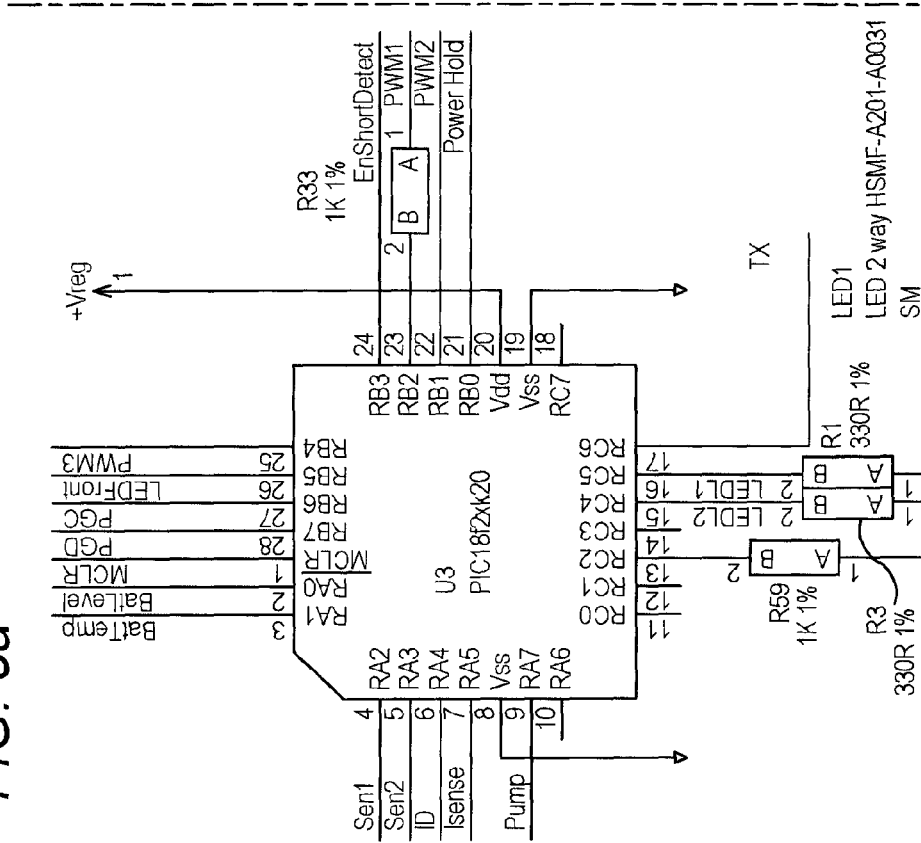 +Vreg
1
R33
1K 1%
EnShortDetect
2
B
A
1
PWM1
PWM2
Power Hold
PWM3
LEDFront
PGC
PGD
MCLR
BatLevel
BatTemp
25
26
27
28
1
2
3
RB4
RB5
RB6
RB7
MCLR
RA0
RA1
Sen1
Sen2
ID
Isense
Pump
4
5
6
7
8
9
10
RA2
RA3
RA4
RA5
Vss
RA7
RA6
U3
PIC18f2xk20
RB3
RB2
RB1
RB0
Vdd
Vss
RC7
24
23
22
21
20
19
18
RC6
RC5
RC4
RC3
RC2
RC1
RC0
17
16
15
14
13
12
11
TX
LEDL1
LEDL2
2
B
A
1
R1
330R 1%
2
B
A
1
R3
330R 1%
2
B
A
1
R59
1K 1%
LED1
LED 2 way HSMF-A201-A0031
SM